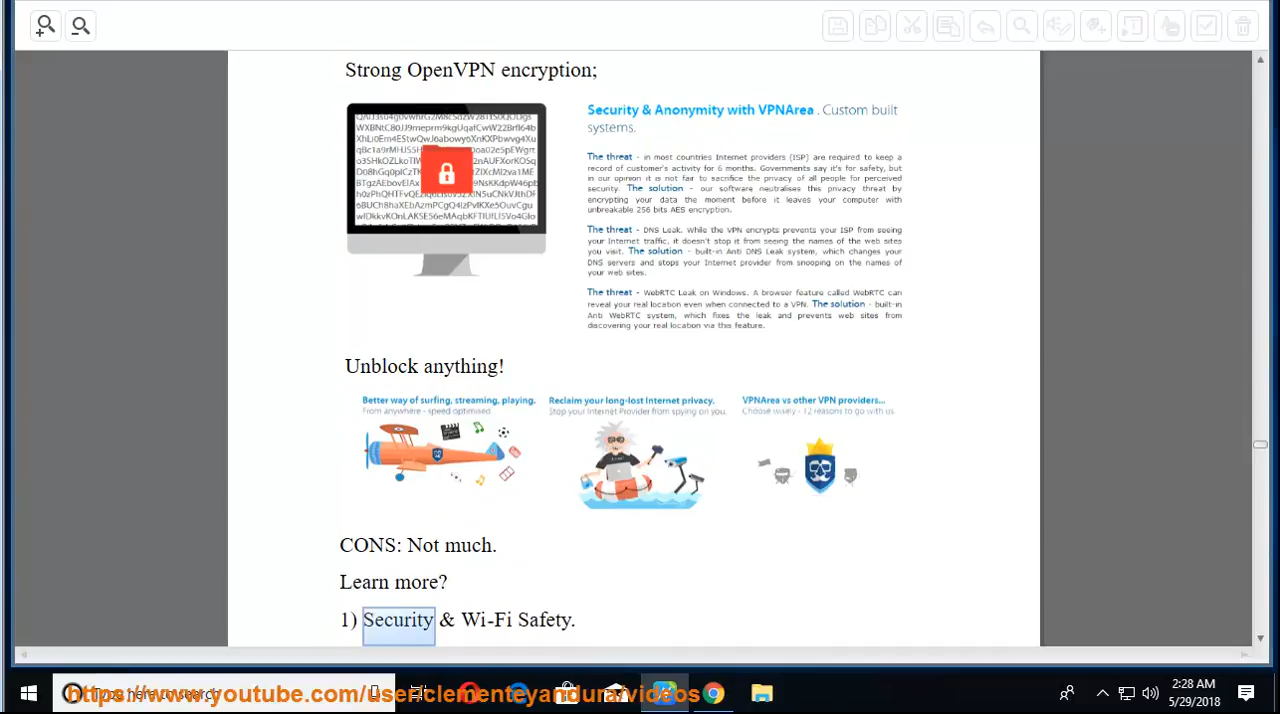 Strong OpenVPN encryption;
Security & Anonymity with VPNArea . Custom built
systems.
The threat - in most countries Internet providers (ISP) are required to keep a
record of customer's activity for 6 months. Governments say it's for safety, but
in our opinion it is not fair to sacrifice the privacy of all people for perceived
security. The solution - our software neutralises this privacy threat by
encrypting your data the moment before it leaves your computer with
unbreakable 256 bits AES encryption.
The threat - DNS Leak. While the VPN encrypts prevents your ISP from seeing
your Internet traffic, it doesn't stop it from seeing the names of the web sites
you visit. The solution - built-in Anti DNS Leak system, which changes your
DNS servers and stops your Internet provider from snooping on the names of
your web sites.
The threat - WebRTC Leak on Windows. A browser feature called WebRTC can
reveal your real location even when connected to a VPN. The solution - built-in
Anti WebRTC system, which fixes the leak and prevents web sites from
discovering your real location via this feature.
Unblock anything!
Better way of surfing, streaming, playing.
From anywhere - speed optimised
Reclaim your long-lost Internet privacy.
Stop your Internet Provider from spying on you.
VPNArea vs other VPN providers...
Choose wisely - 12 reasons to go with us.
CONS: Not much.
Learn more?
1) Security & Wi-Fi Safety.
https://www.youtube.com/user/clementeyandura/videos
2:28 AM
5/29/2018